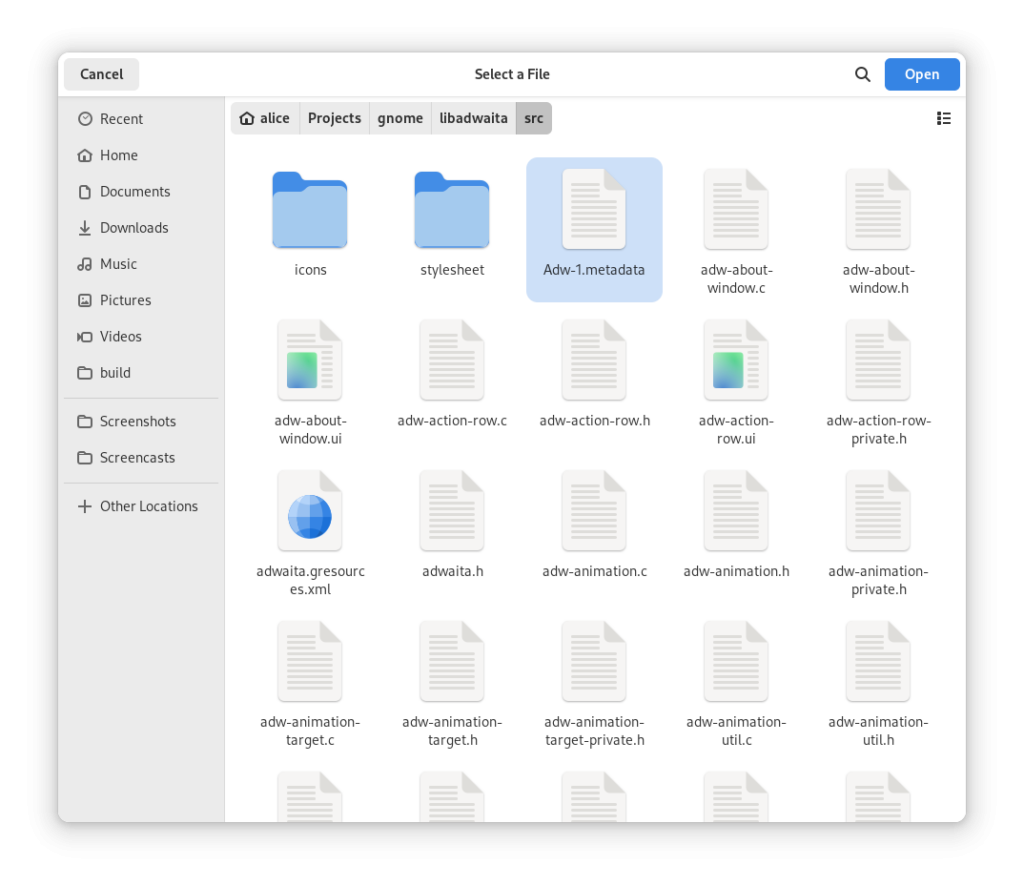 Cancel
Select a File
Open
Recent
Home
Documents
Downloads
Music
Pictures
Videos
build
Screenshots
Screencasts
Other Locations
alice Projects gnome libadwaita src
icons
stylesheet
Adw-1.metadata
adw-about-
window.c
adw-about-
window.h
adw-about-
window.ui
adw-action-row.c
adw-action-row.h
adw-action-
row.ui
adw-action-row-
private.h
adwaita.gresourc
es.xml
adwaita.h
adw-animation.c
adw-animation.h
adw-animation-
private.h
adw-animation-
target.c
adw-animation-
target.h
adw-animation-
target-private.h
adw-animation-
util.c
adw-animation-
util.h